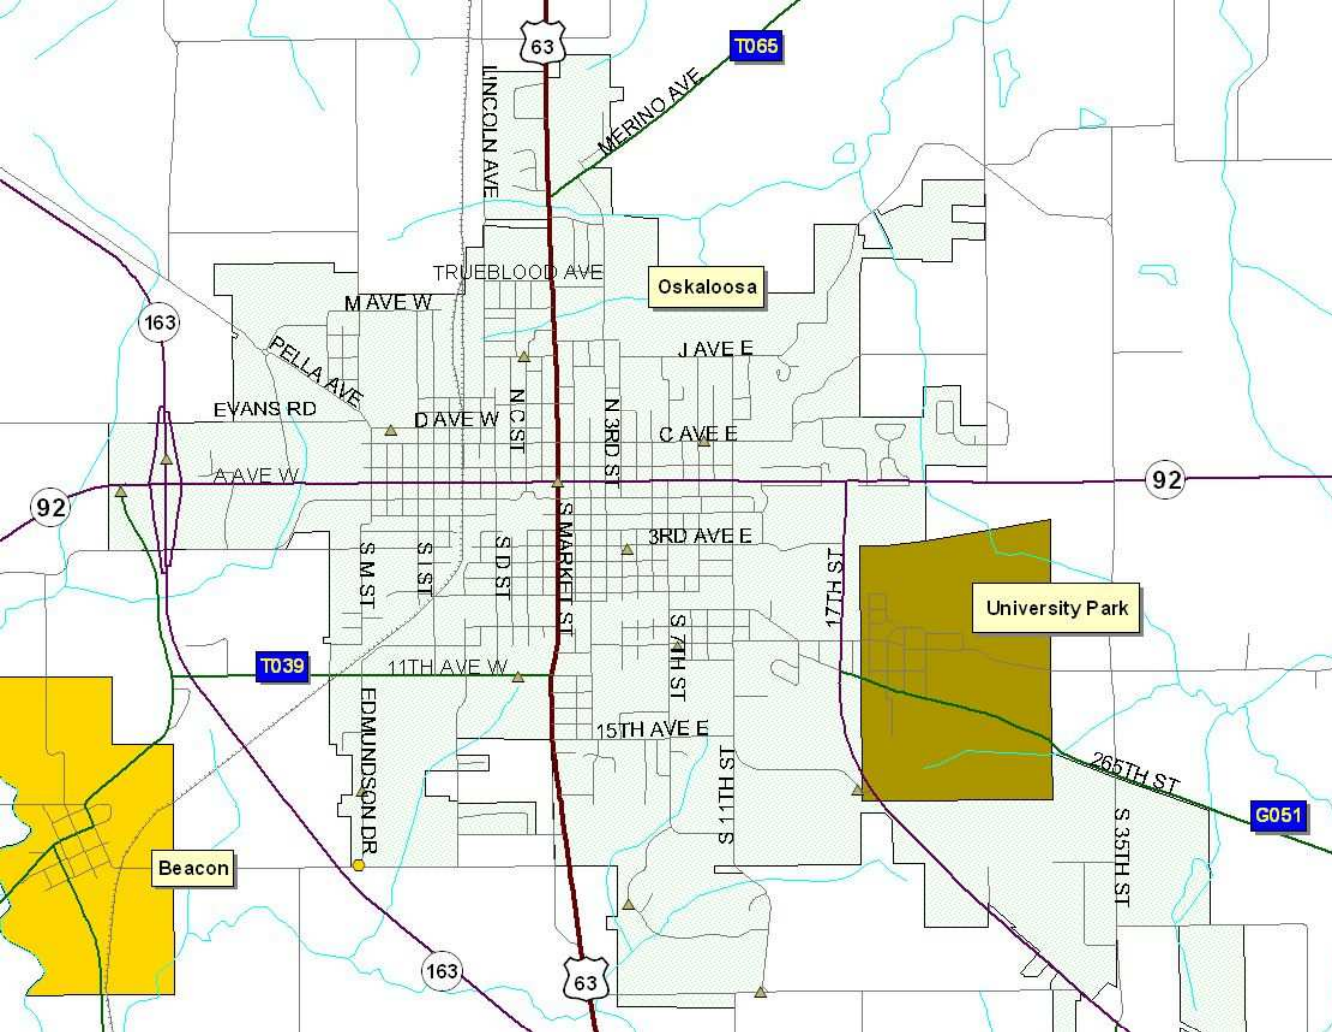 63
T065
LINCOLN AVE
MERINO AVE
TRUEBLOOD AVE
Oskaloosa
M AVE W
163
PELLA AVE
J AVE E
EVANS RD
D AVE W
N C ST
N 3RD ST
C AVE E
A AVE W
92
92
S M ST
S I ST
S D ST
S MARKET ST
3RD AVE E
17TH ST
University Park
S 7TH ST
T039
11TH AVE W
EDMUNDSON DR
15TH AVE E
S 11TH ST
265TH ST
G051
S 35TH ST
Beacon
163
63